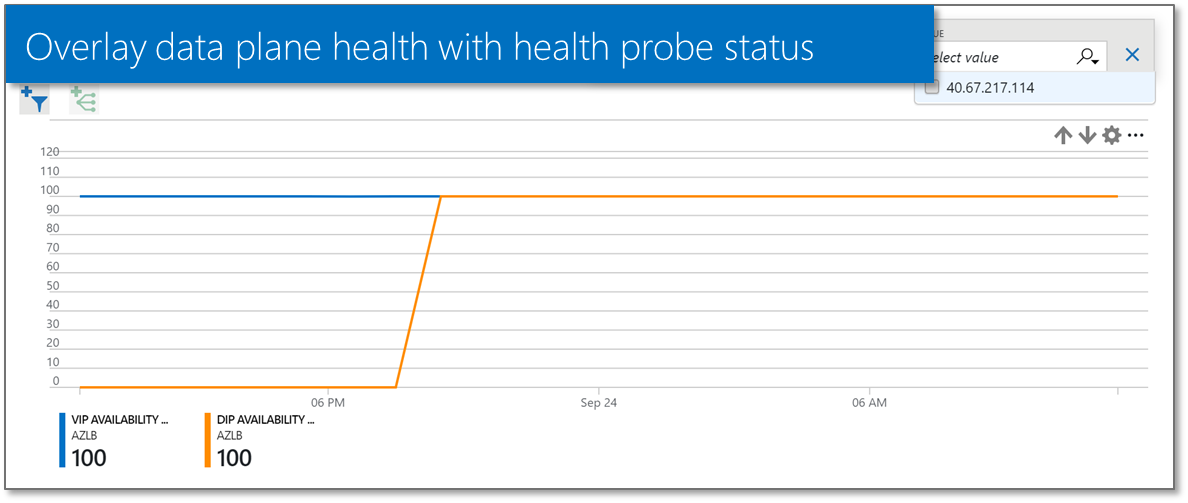 Overlay data plane health with health probe status
UE
elect value
40.67.217.114
120
110
100
90
80
70
60
50
40
30
20
10
0
06 PM Sep 24 06 AM
VIP AVAILABILITY ... DIP AVAILABILITY ...
AZLB AZLB
100 100